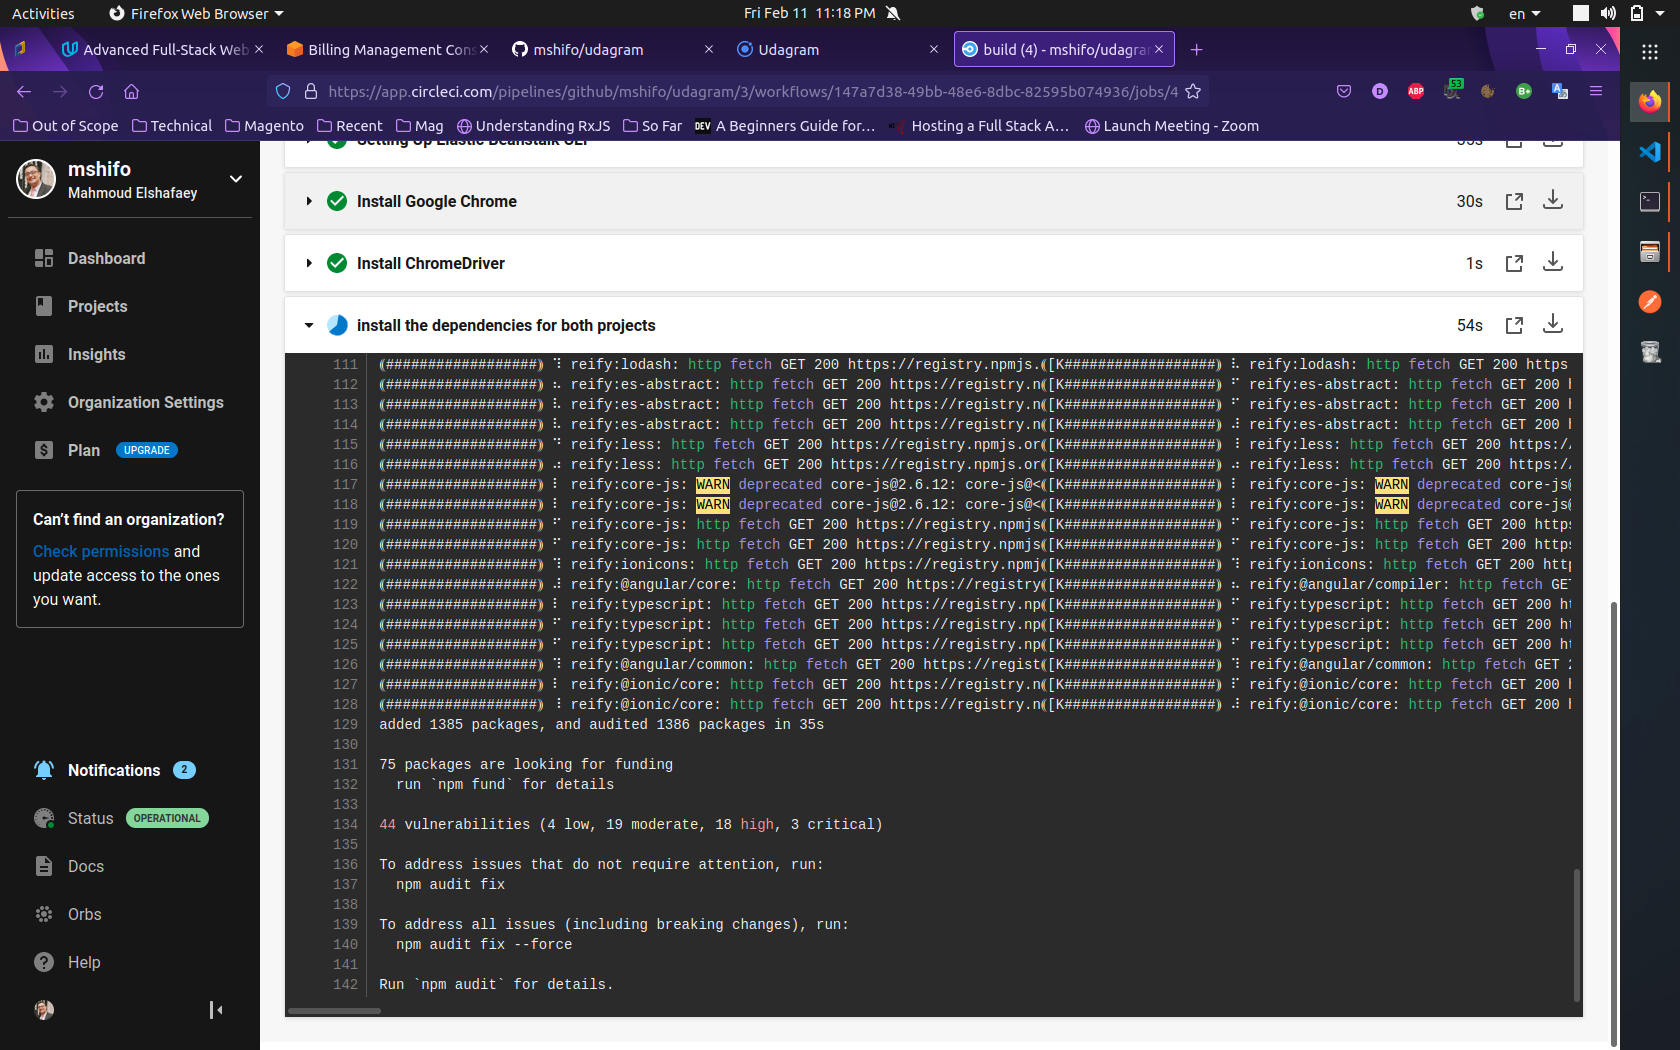 Activities
Firefox Web Browser
Fri Feb 11 11:18 PM
en
Advanced Full-Stack Web
Billing Management Cons
mshifo/udagram
Udagram
build (4) - mshifo/udagra
https://app.circleci.com/pipelines/github/mshifo/udagram/3/workflows/147a7d38-49bb-48e6-8dbc-82595b074936/jobs/4
D
ABP
53
B+
Out of Scope
Technical
Magento
Recent
Mag
Understanding RxJS
So Far
DEV A Beginners Guide for...
Hosting a Full Stack A...
Launch Meeting - Zoom
mshifo
Mahmoud Elshafaey
Dashboard
Projects
Insights
Organization Settings
Plan UPGRADE
Can't find an organization?
Check permissions and
update access to the ones
you want.
Notifications 2
Status OPERATIONAL
Docs
Orbs
Help
Setting Up Elastic Beanstalk CLI 35s
Install Google Chrome 30s
Install ChromeDriver 1s
install the dependencies for both projects 54s
111 (##################) ⠹ reify:lodash: http fetch GET 200 https://registry.npmjs.([K##################) ⠧ reify:lodash: http fetch GET 200 https
112 (##################) ⠦ reify:es-abstract: http fetch GET 200 https://registry.n([K##################) ⠋ reify:es-abstract: http fetch GET 200 h
113 (##################) ⠧ reify:es-abstract: http fetch GET 200 https://registry.n([K##################) ⠋ reify:es-abstract: http fetch GET 200 h
114 (##################) ⠧ reify:es-abstract: http fetch GET 200 https://registry.n([K##################) ⠼ reify:es-abstract: http fetch GET 200 h
115 (##################) ⠙ reify:less: http fetch GET 200 https://registry.npmjs.or([K##################) ⠸ reify:less: http fetch GET 200 https:/
116 (##################) ⠴ reify:less: http fetch GET 200 https://registry.npmjs.or([K##################) ⠴ reify:less: http fetch GET 200 https:/
117 (##################) ⠇ reify:core-js: WARN deprecated core-js@2.6.12: core-js@<([K##################) ⠇ reify:core-js: WARN deprecated core-js@
118 (##################) ⠇ reify:core-js: WARN deprecated core-js@2.6.12: core-js@<([K##################) ⠇ reify:core-js: WARN deprecated core-js@
119 (##################) ⠋ reify:core-js: http fetch GET 200 https://registry.npmjs([K##################) ⠋ reify:core-js: http fetch GET 200 https
120 (##################) ⠋ reify:core-js: http fetch GET 200 https://registry.npmjs([K##################) ⠋ reify:core-js: http fetch GET 200 https
121 (##################) ⠼ reify:ionicons: http fetch GET 200 https://registry.npmj([K##################) ⠼ reify:ionicons: http fetch GET 200 http
122 (##################) ⠼ reify:@angular/core: http fetch GET 200 https://registry([K##################) ⠦ reify:@angular/compiler: http fetch GET
123 (##################) ⠇ reify:typescript: http fetch GET 200 https://registry.np([K##################) ⠋ reify:typescript: http fetch GET 200 ht
124 (##################) ⠋ reify:typescript: http fetch GET 200 https://registry.np([K##################) ⠋ reify:typescript: http fetch GET 200 ht
125 (##################) ⠋ reify:typescript: http fetch GET 200 https://registry.np([K##################) ⠋ reify:typescript: http fetch GET 200 ht
126 (##################) ⠹ reify:@angular/common: http fetch GET 200 https://regist([K##################) ⠹ reify:@angular/common: http fetch GET 2
127 (##################) ⠇ reify:@ionic/core: http fetch GET 200 https://registry.n([K##################) ⠏ reify:@ionic/core: http fetch GET 200 h
128 (##################) ⠸ reify:@ionic/core: http fetch GET 200 https://registry.n([K##################) ⠼ reify:@ionic/core: http fetch GET 200 h
129 added 1385 packages, and audited 1386 packages in 35s
130
131 75 packages are looking for funding
132 run `npm fund` for details
133
134 44 vulnerabilities (4 low, 19 moderate, 18 high, 3 critical)
135
136 To address issues that do not require attention, run:
137 npm audit fix
138
139 To address all issues (including breaking changes), run:
140 npm audit fix --force
141
142 Run `npm audit` for details.